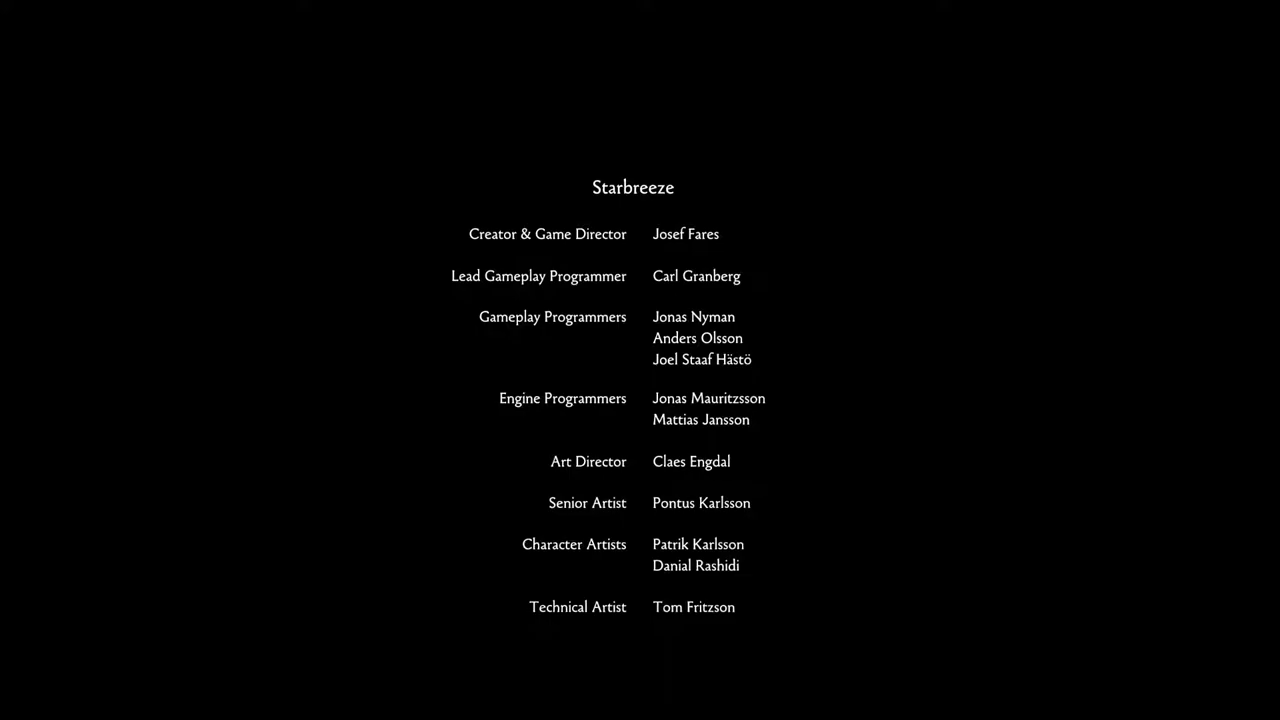 Starbreeze
Creator & Game Director Josef Fares
Lead Gameplay Programmer Carl Granberg
Gameplay Programmers Jonas Nyman
Anders Olsson
Joel Staaf Hästö
Engine Programmers Jonas Mauritzsson
Mattias Jansson
Art Director Claes Engdal
Senior Artist Pontus Karlsson
Character Artists Patrik Karlsson
Danial Rashidi
Technical Artist Tom Fritzson